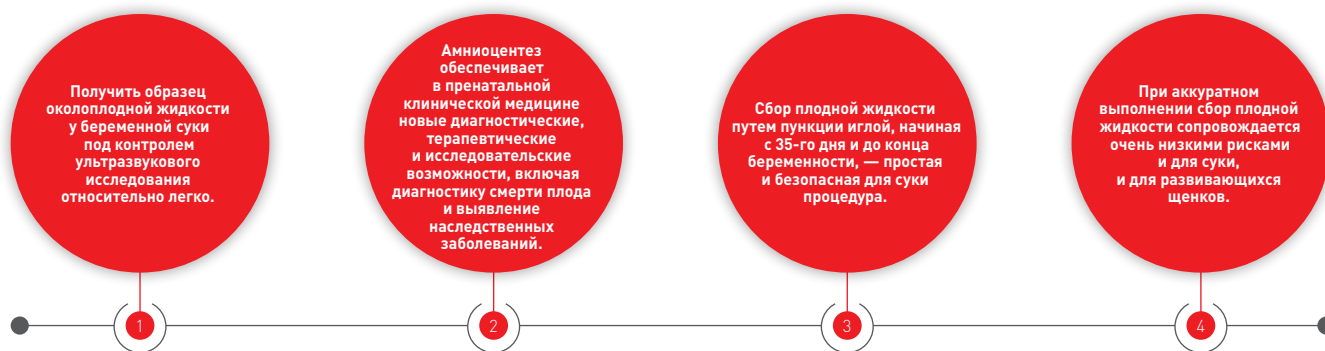 Получить образец
околоплодной жидкости
у беременной суки
под контролем
ультразвукового
исследования
относительно легко.
Амниоцентез
обеспечивает
в пренатальной
клинической медицине
новые диагностические,
терапевтические
и исследовательские
возможности, включая
диагностику смерти плода
и выявление
наследственных
заболеваний.
Сбор плодной жидкости
путем пункции иглой, начиная
с 35-го дня и до конца
беременности, — простая
и безопасная для суки
процедура.
При аккуратном
выполнении сбор плодной
жидкости сопровождается
очень низкими рисками
и для суки,
и для развивающихся
щенков.
1
2
3
4